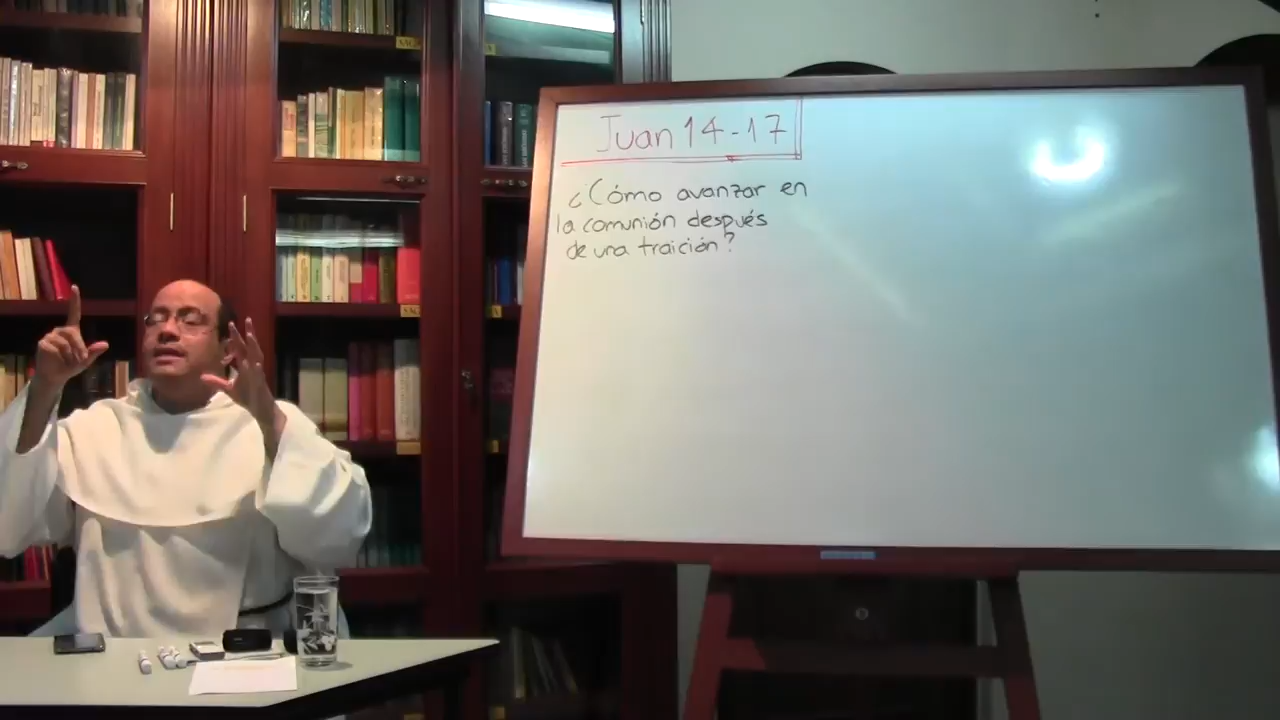 Juan 14-17
¿Cómo avanzar en
la comunión después
de una traición?